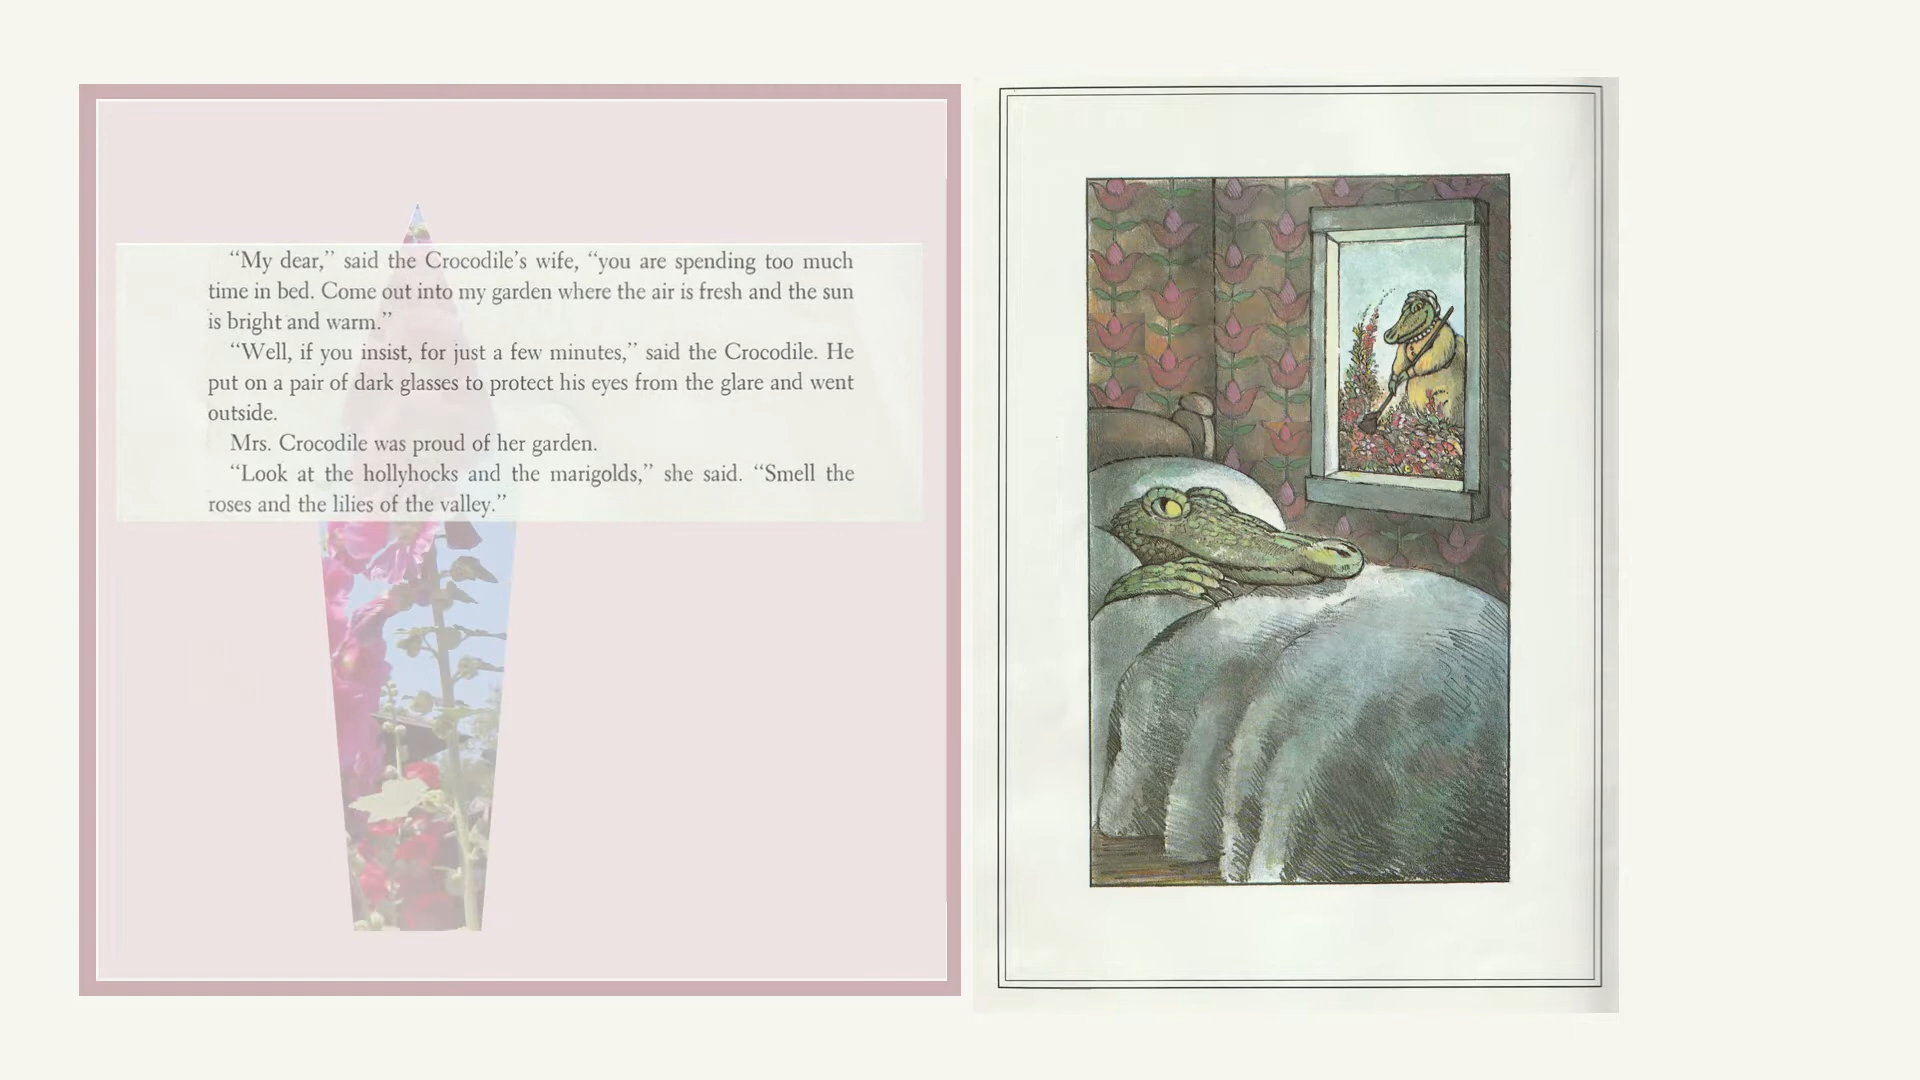 “My dear,” said the Crocodile’s wife, “you are spending too much
time in bed. Come out into my garden where the air is fresh and the sun
is bright and warm.”
“Well, if you insist, for just a few minutes,” said the Crocodile. He
put on a pair of dark glasses to protect his eyes from the glare and went
outside.
Mrs. Crocodile was proud of her garden.
“Look at the hollyhocks and the marigolds,” she said. “Smell the
roses and the lilies of the valley.”